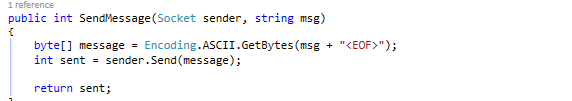 1 reference
public int SendMessage(Socket sender, string msg)
{
byte[] message = Encoding.ASCII.GetBytes(msg + "<EOF>");
int sent = sender.Send(message);
return sent;